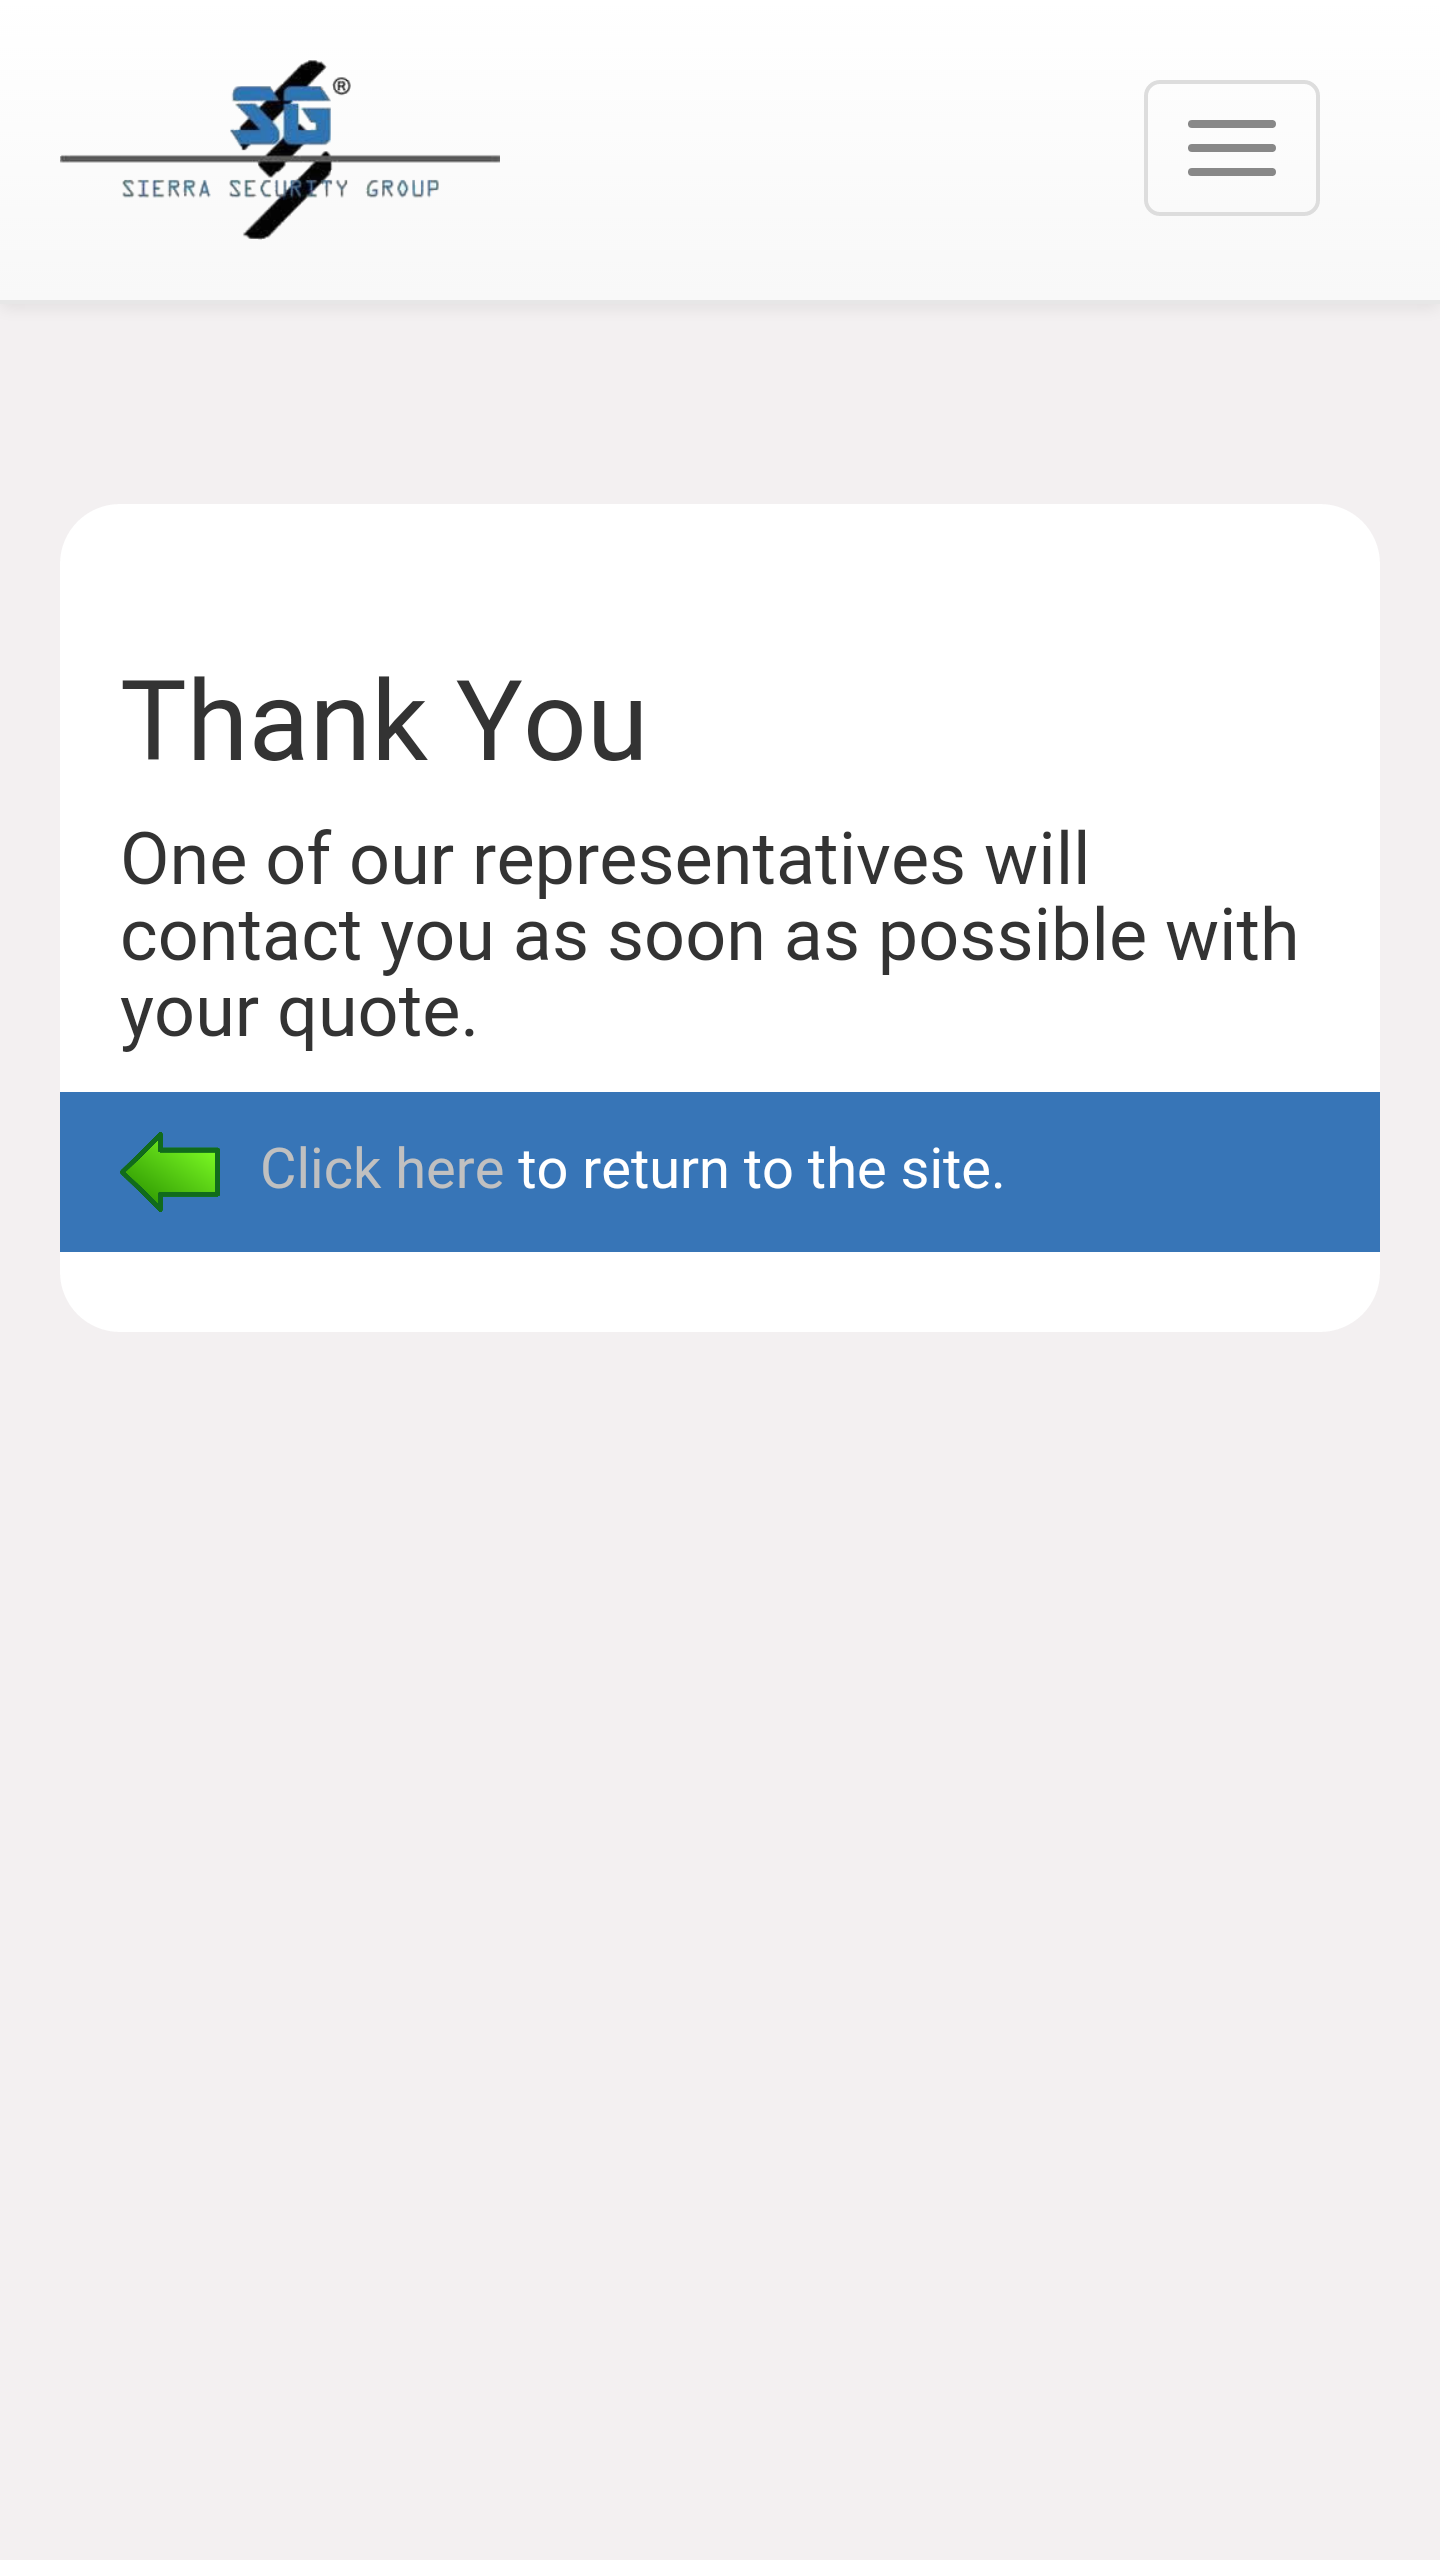 SG®
SIERRA SECURITY GROUP
Thank You
One of our representatives will
contact you as soon as possible with
your quote.
Click here to return to the site.